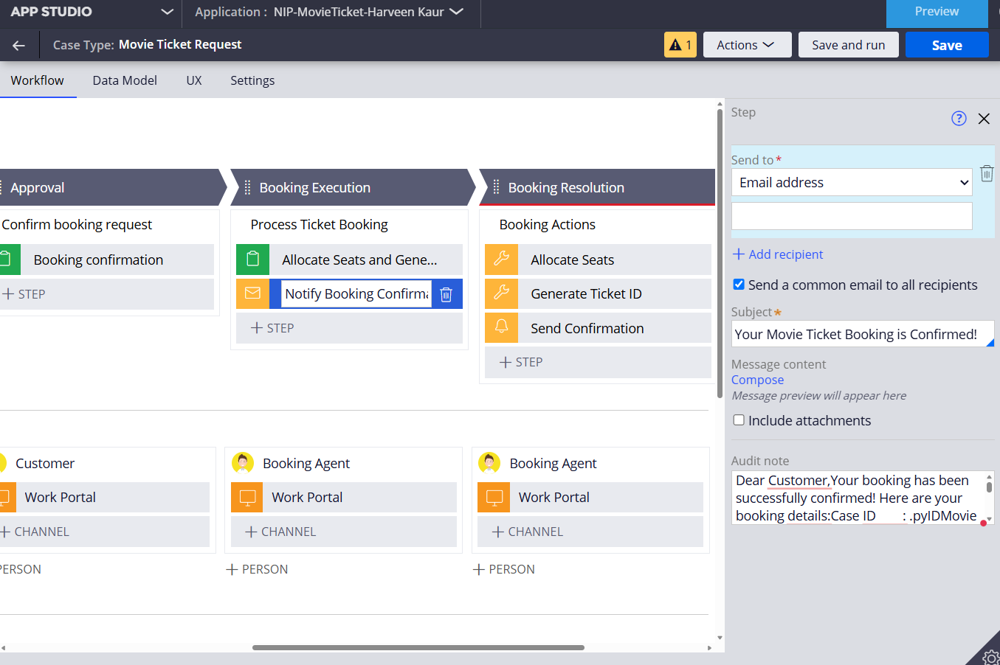 APP STUDIO
Application : NIP-MovieTicket-Harveen Kaur
Preview
Case Type: Movie Ticket Request
1
Actions
Save and run
Save
Workflow
Data Model
UX
Settings
Step
?
Send to*
Email address
Approval
Booking Execution
Booking Resolution
Confirm booking request
Process Ticket Booking
Booking Actions
Booking confirmation
Allocate Seats and Gene...
Allocate Seats
+ STEP
Notify Booking Confirma
Generate Ticket ID
+ STEP
Send Confirmation
+ STEP
+ Add recipient
Send a common email to all recipients
Subject*
Your Movie Ticket Booking is Confirmed!
Message content
Compose
Message preview will appear here
Include attachments
Customer
Booking Agent
Booking Agent
Work Portal
Work Portal
Work Portal
+ CHANNEL
+ CHANNEL
+ CHANNEL
PERSON
+ PERSON
+ PERSON
Audit note
Dear Customer,Your booking has been
successfully confirmed! Here are your
booking details:Case ID : .pyIDMovie